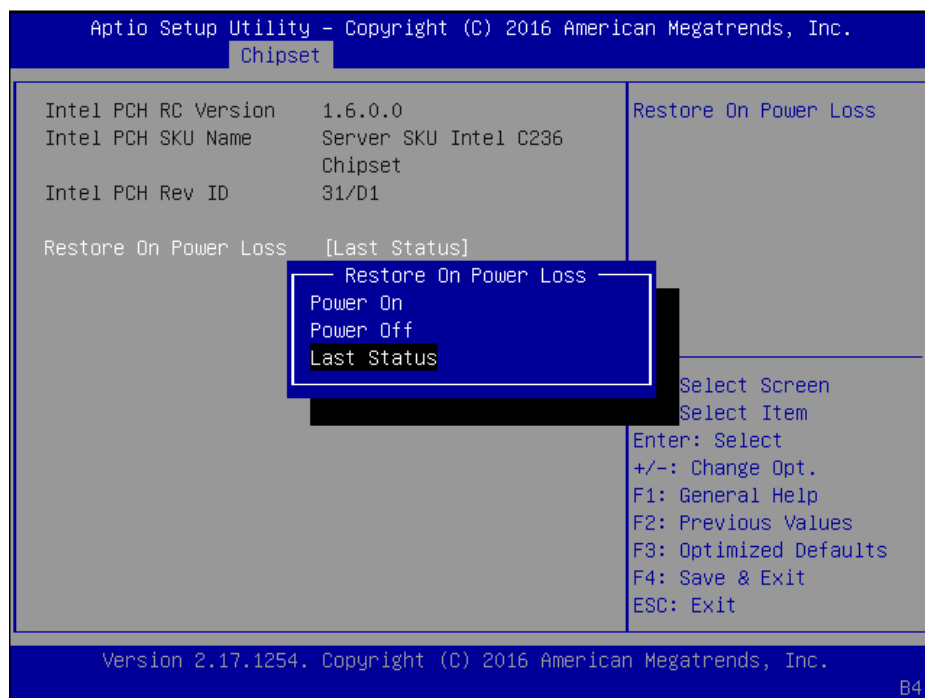 Aptio Setup Utility – Copyright (C) 2016 American Megatrends, Inc.
Chipset
Intel PCH RC Version 1.6.0.0
Intel PCH SKU Name Server SKU Intel C236
Chipset
Intel PCH Rev ID 31/D1
Restore On Power Loss [Last Status]
Restore On Power Loss
Power On
Power Off
Last Status
Restore On Power Loss
Select Screen
Select Item
Enter: Select
+/-: Change Opt.
F1: General Help
F2: Previous Values
F3: Optimized Defaults
F4: Save & Exit
ESC: Exit
Version 2.17.1254. Copyright (C) 2016 American Megatrends, Inc.
B4